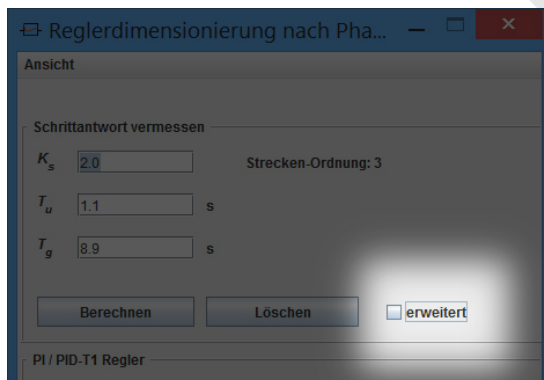 Reglerdimensionierung nach Pha...
Ansicht
Schrittantwort vermessen
Ks 2.0 Strecken-Ordnung: 3
Tu 1.1 s
Tg 8.9 s
Berechnen Löschen erweitert
PI / PID-T1 Regler